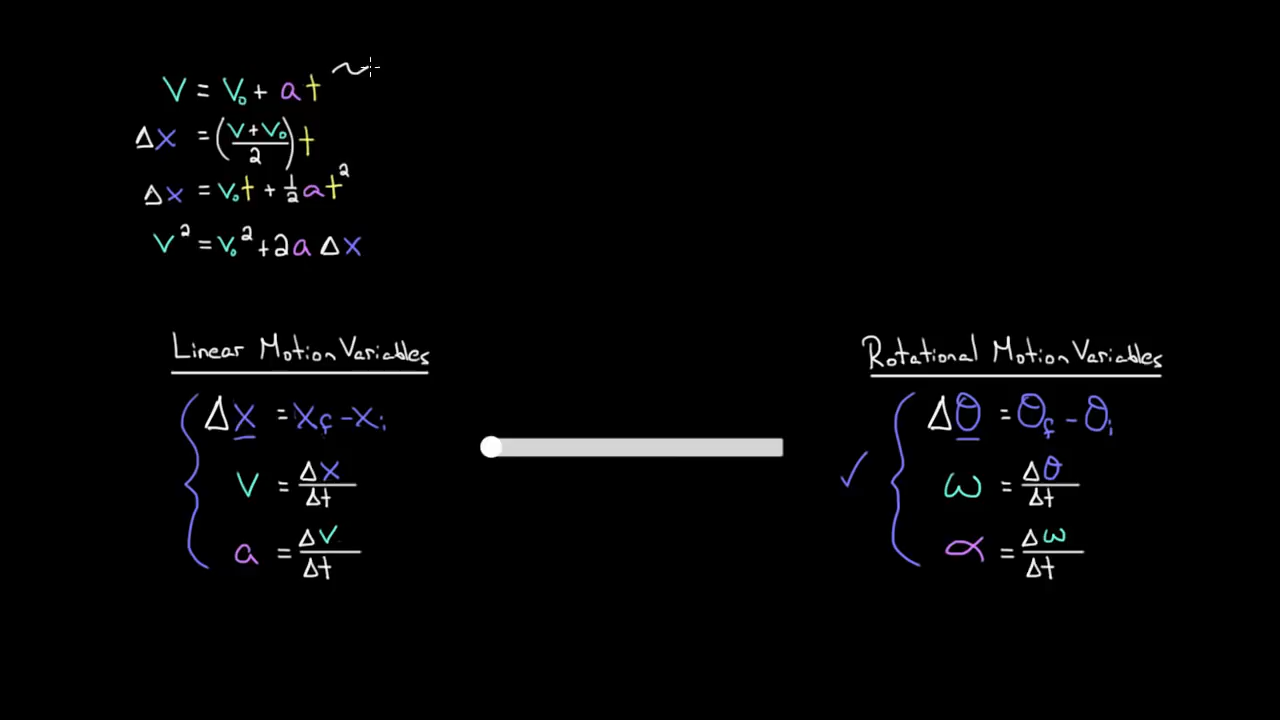 V = V₀ + at
Δx = (V + V₀ / 2) t
Δx = V₀t + ½at²
V² = V₀² + 2aΔx
Linear Motion Variables
Δx = x_f - x_i
V = Δx / Δt
a = ΔV / Δt
Rotational Motion Variables
Δθ = θ_f - θ_i
ω = Δθ / Δt
α = Δω / Δt